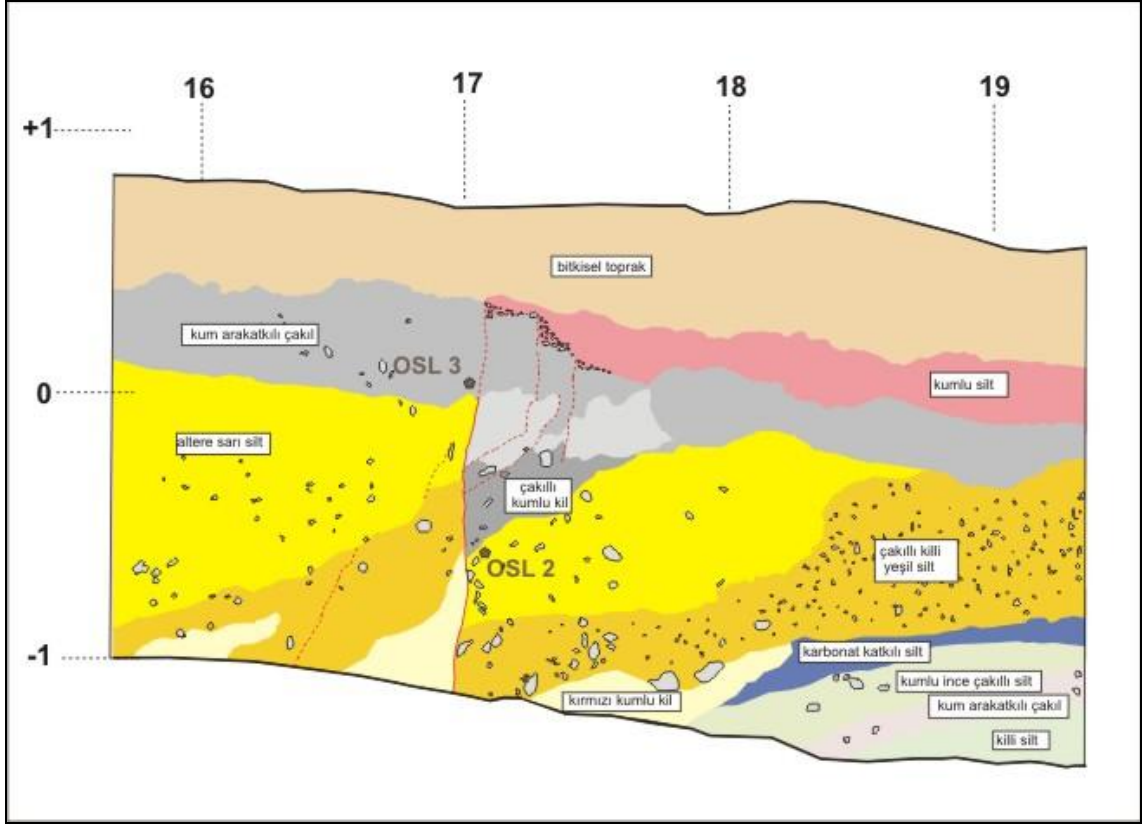 16
17
18
19
+1
bitkisel toprak
kum arakatkılı çakıl
OSL 3
kumlu silt
0
altere sarı silt
çakıllı
kumlu kil
çakıllı killi
yeşil silt
OSL 2
-1
karbonat katkılı silt
kumlu ince çakıllı silt
kırmızı kumlu kil
kum arakatkılı çakıl
killi silt